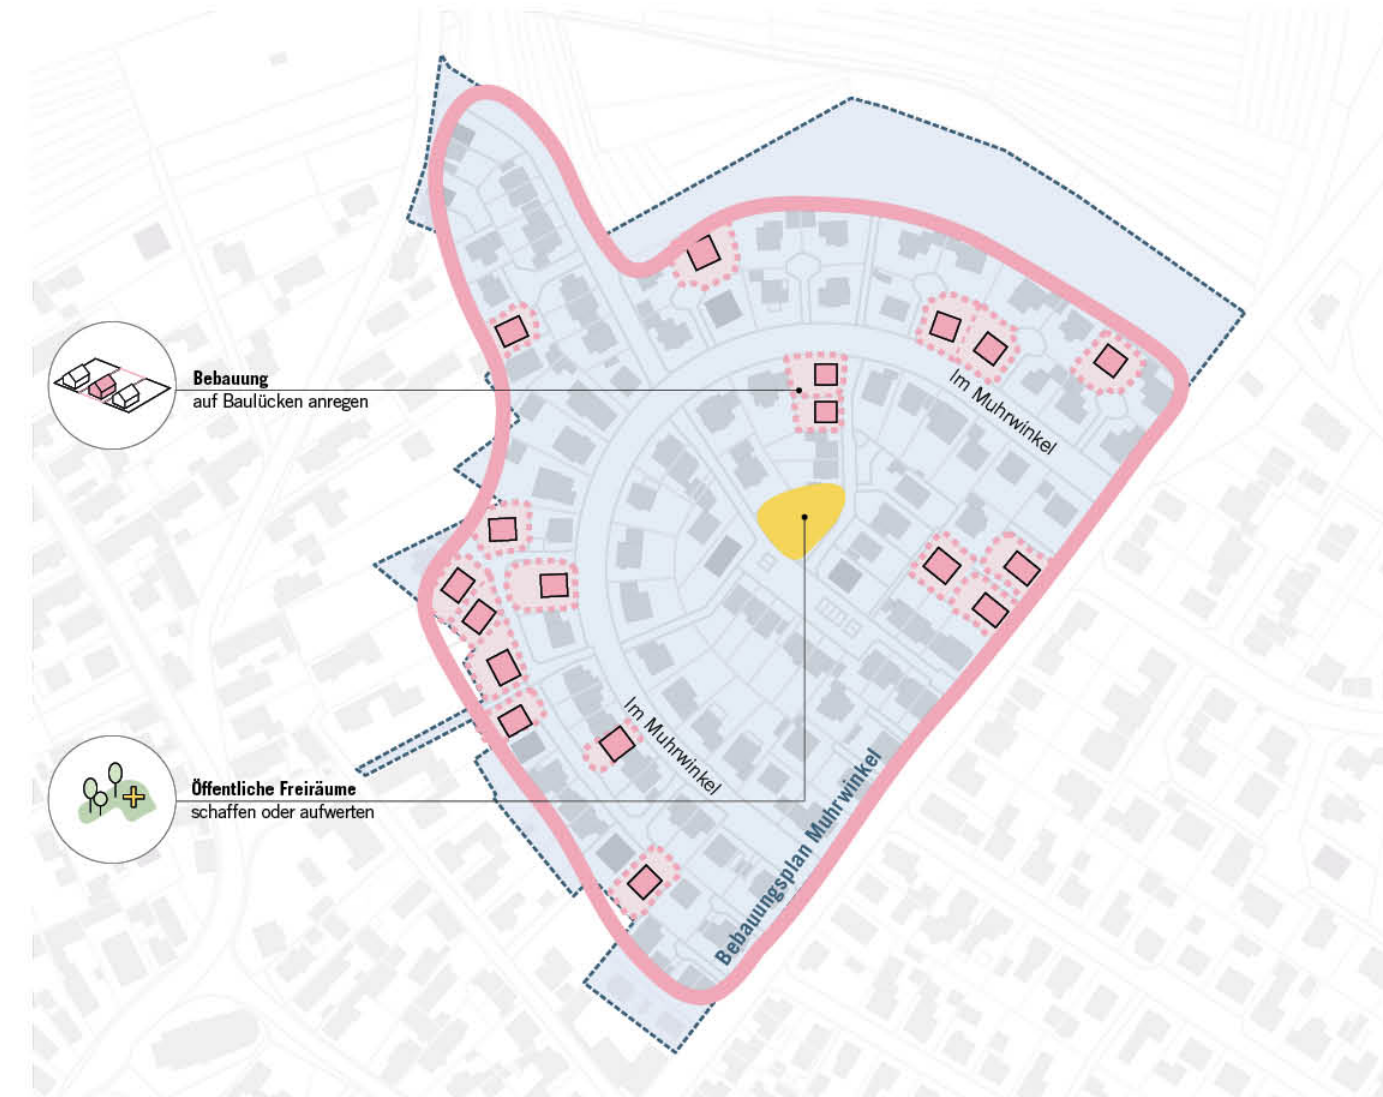 Bebauung
auf Baulücken anregen
Im Muhrwinkel
Öffentliche Freiräume
schaffen oder aufwerten
Im Muhrwinkel
Bebauungsplan Muhrwinkel